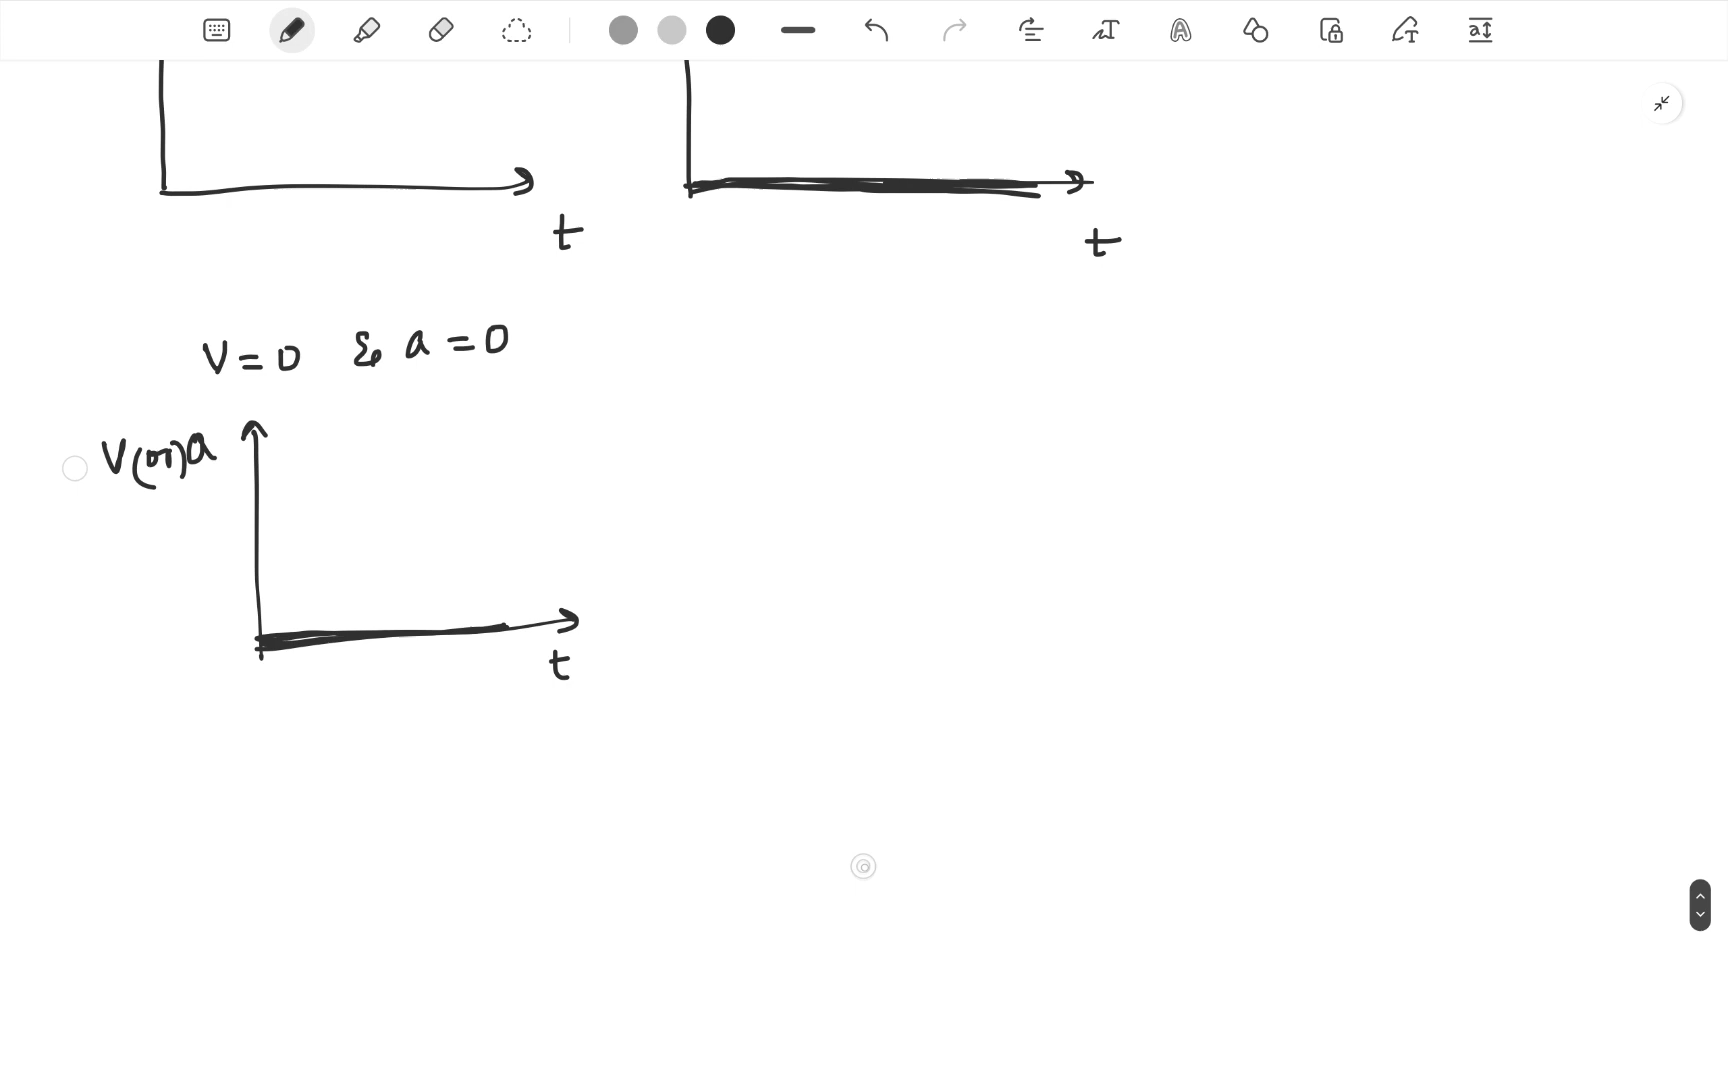 t
t
V = 0 & a = 0
V(or)a
t